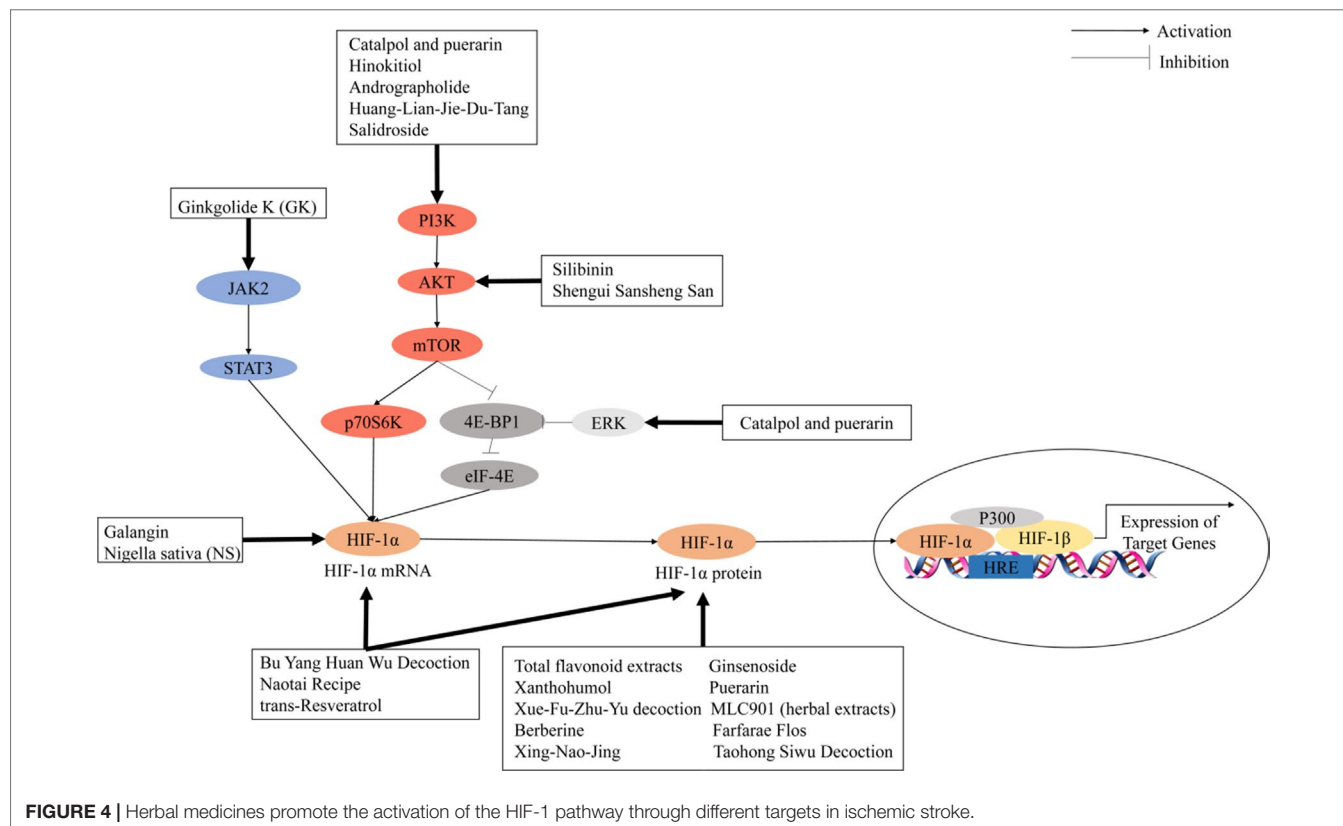 Catalpol and puerarin
Hinokitiol
Andrographolide
Huang-Lian-Jie-Du-Tang
Salidroside
Activation
Inhibition
Ginkgolide K (GK)
PI3K
JAK2
AKT
Silibinin
Shengui Sansheng San
mTOR
STAT3
p70S6K
4E-BP1
ERK
Catalpol and puerarin
eIF-4E
Galangin
Nigella sativa (NS)
HIF-1α
HIF-1α mRNA
HIF-1α
HIF-1α protein
P300
HIF-1α
HIF-1β
HRE
Expression of
Target Genes
Bu Yang Huan Wu Decoction
Naotai Recipe
trans-Resveratrol
Total flavonoid extracts
Xanthohumol
Xue-Fu-Zhu-Yu decoction
Berberine
Xing-Nao-Jing
Ginsenoside
Puerarin
MLC901 (herbal extracts)
Farfarae Flos
Taohong Siwu Decoction
FIGURE 4 | Herbal medicines promote the activation of the HIF-1 pathway through different targets in ischemic stroke.